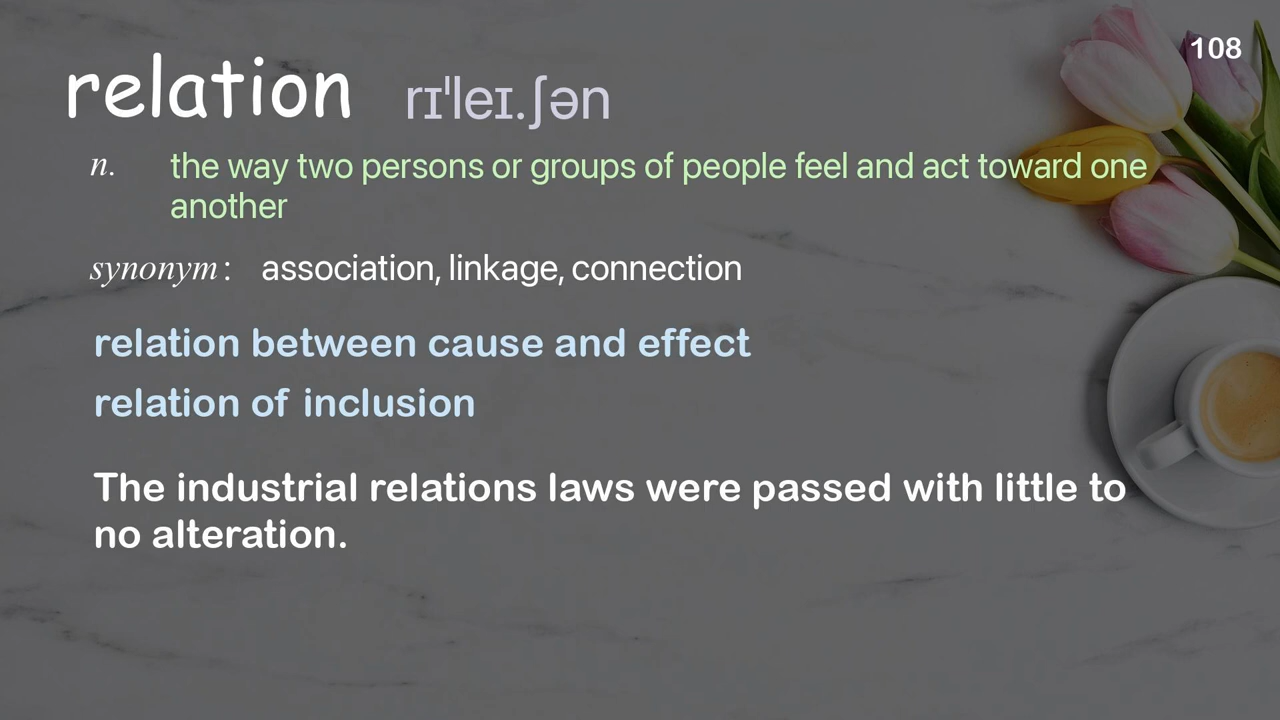 108
relation rɪˈleɪ.ʃən
n. the way two persons or groups of people feel and act toward one
another
synonym: association, linkage, connection
relation between cause and effect
relation of inclusion
The industrial relations laws were passed with little to
no alteration.